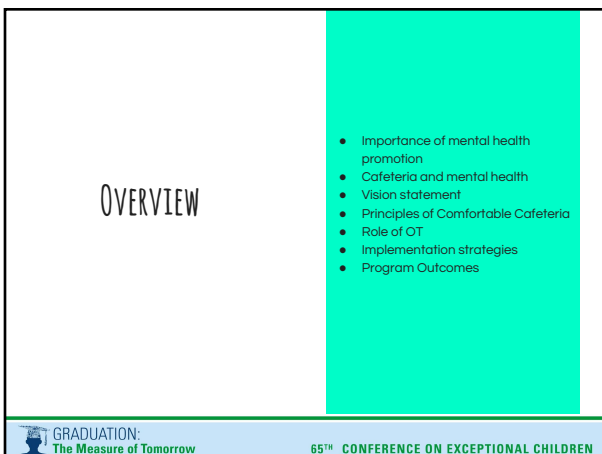 OVERVIEW
● Importance of mental health
promotion
● Cafeteria and mental health
● Vision statement
● Principles of Comfortable Cafeteria
● Role of OT
● Implementation strategies
● Program Outcomes
GRADUATION:
The Measure of Tomorrow
65TH CONFERENCE ON EXCEPTIONAL CHILDREN